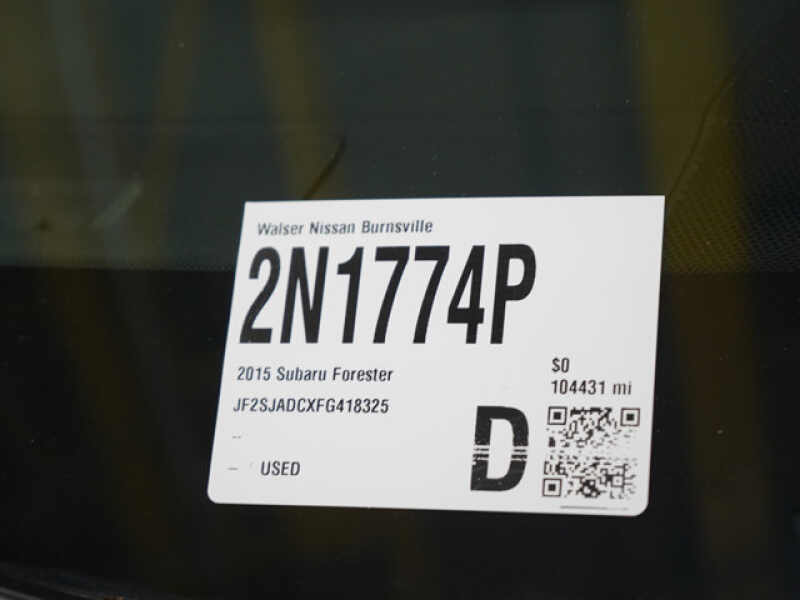 Walser Nissan Burnsville
2N1774P
2015 Subaru Forester
$0
104431 mi
JF2SJADCXFG418325
D
--
– USED